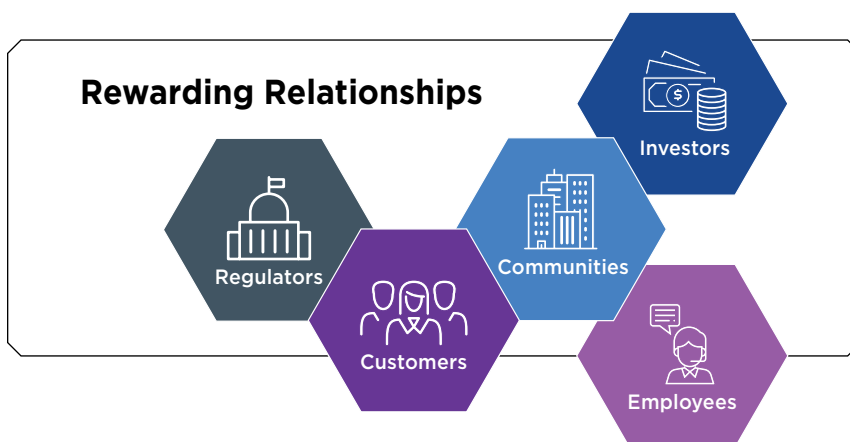 Rewarding Relationships
$
Investors
Regulators
Communities
Customers
Employees